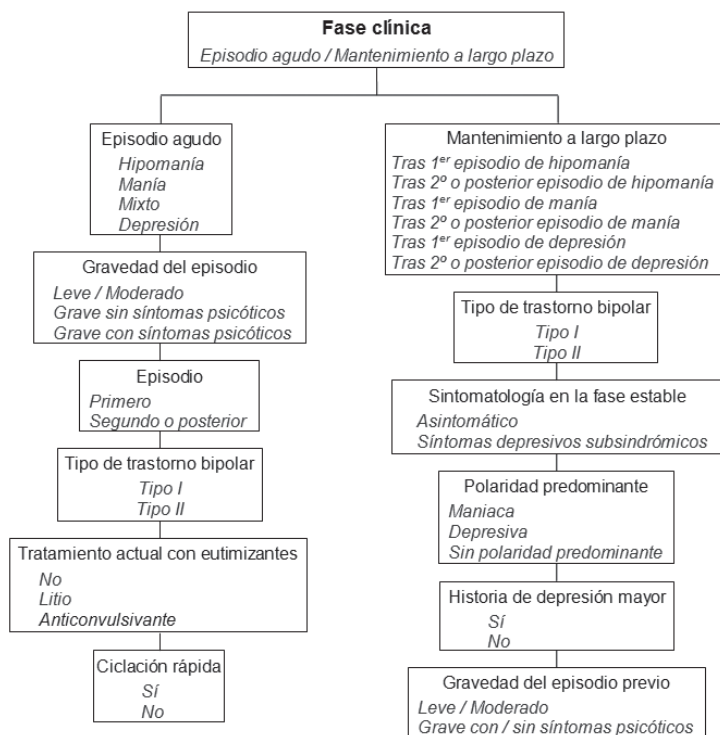 Fase clínica
Episodio agudo / Mantenimiento a largo plazo
Episodio agudo
Hipomanía
Manía
Mixto
Depresión
Gravedad del episodio
Leve / Moderado
Grave sin síntomas psicóticos
Grave con síntomas psicóticos
Episodio
Primero
Segundo o posterior
Tipo de trastorno bipolar
Tipo I
Tipo II
Tratamiento actual con eutimizantes
No
Litio
Anticonvulsivante
Ciclación rápida
Sí
No
Mantenimiento a largo plazo
Tras 1er episodio de hipomanía
Tras 2º o posterior episodio de hipomanía
Tras 1er episodio de manía
Tras 2º o posterior episodio de manía
Tras 1er episodio de depresión
Tras 2º o posterior episodio de depresión
Tipo de trastorno bipolar
Tipo I
Tipo II
Sintomatología en la fase estable
Asintomático
Síntomas depresivos subsindrómicos
Polaridad predominante
Maniaca
Depresiva
Sin polaridad predominante
Historia de depresión mayor
Sí
No
Gravedad del episodio previo
Leve / Moderado
Grave con / sin síntomas psicóticos